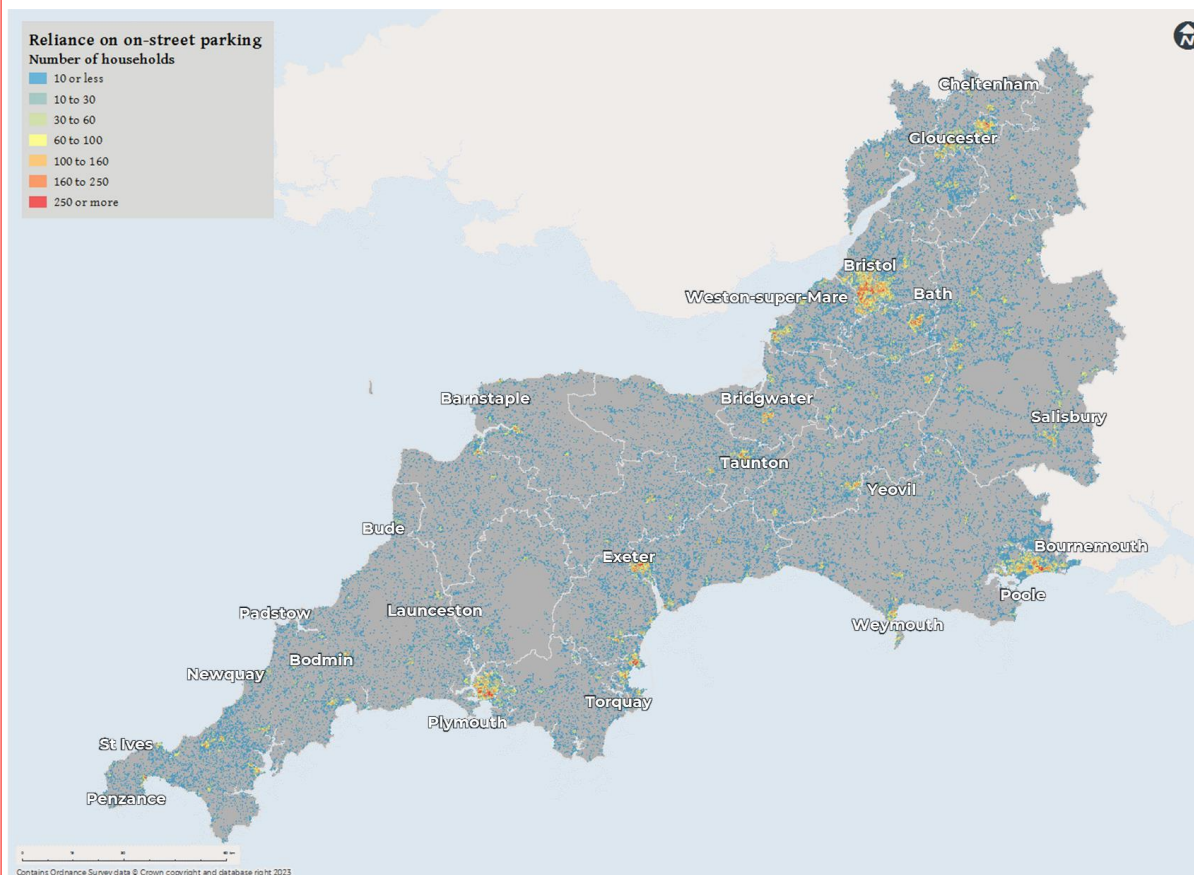 Reliance on on-street parking
Number of households
10 or less
10 to 30
30 to 60
60 to 100
100 to 160
160 to 250
250 or more
N
Cheltenham
Gloucester
Bristol
Weston-super-Mare
Bath
Barnstaple
Bridgwater
Salisbury
Taunton
Yeovil
Bude
Bournemouth
Exeter
Poole
Padstow
Launceston
Weymouth
Bodmin
Newquay
Torquay
Plymouth
St Ives
Penzance
Contains Ordnance Survey data © Crown copyright and database right 2023